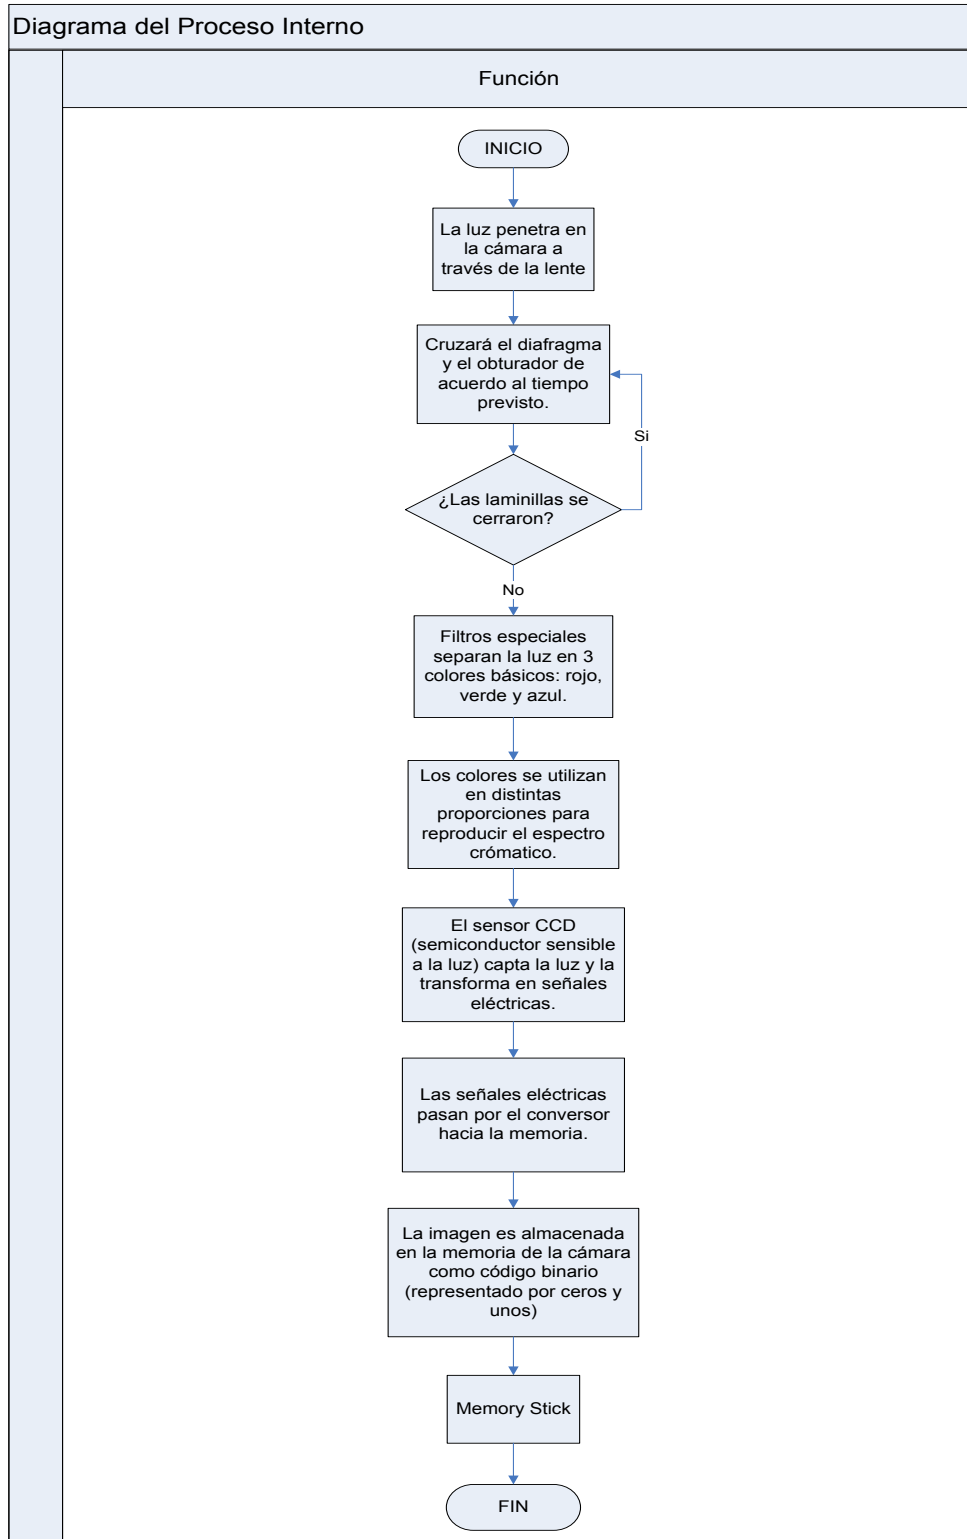 Diagrama del Proceso Interno
Función
INICIO
La luz penetra en
la cámara a
través de la lente
Cruzará el diafragma
y el obturador de
acuerdo al tiempo
previsto.
Si
¿Las laminillas se
cerraron?
No
Filtros especiales
separan la luz en 3
colores básicos: rojo,
verde y azul.
Los colores se utilizan
en distintas
proporciones para
reproducir el espectro
crómatico.
El sensor CCD
(semiconductor sensible
a la luz) capta la luz y la
transforma en señales
eléctricas.
Las señales eléctricas
pasan por el conversor
hacia la memoria.
La imagen es almacenada
en la memoria de la cámara
como código binario
(representado por ceros y
unos)
Memory Stick
FIN